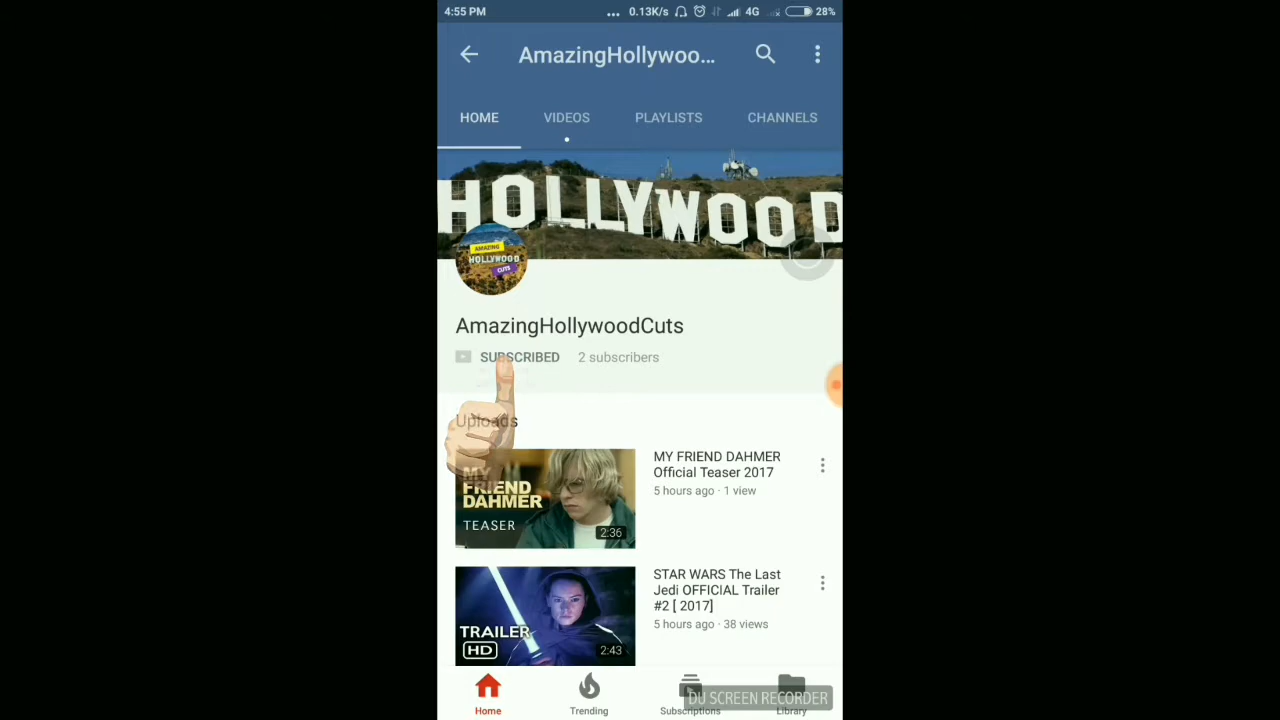 4:55 PM ... 0.13K/s 4G 28%
AmazingHollywoo...
HOME VIDEOS PLAYLISTS CHANNELS
HOLLYWOOD
AMAZING
HOLLYWOOD
CUTS
AmazingHollywoodCuts
SUBSCRIBED 2 subscribers
Uploads
MY FRIEND DAHMER
TEASER
2:36
MY FRIEND DAHMER
Official Teaser 2017
5 hours ago · 1 view
TRAILER
HD
2:43
STAR WARS The Last
Jedi OFFICIAL Trailer
#2 [ 2017]
5 hours ago · 38 views
DU SCREEN RECORDER
Home Trending Subscriptions Library